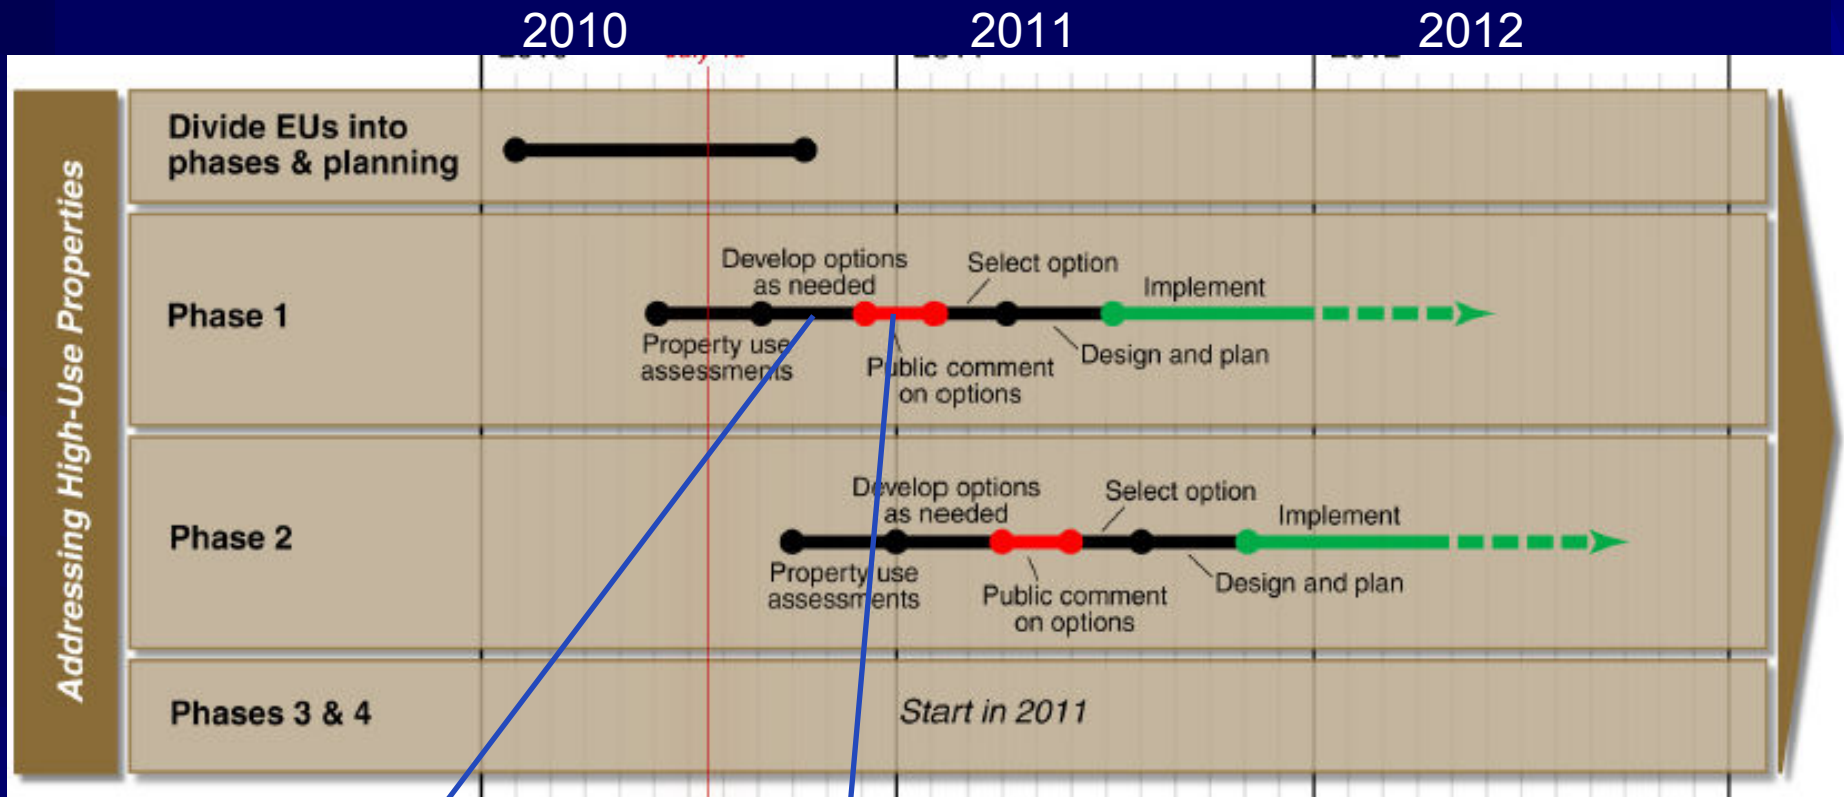 2010
2011
2012
Addressing High-Use Properties
Divide EUs into
phases & planning
Phase 1
Develop options
as needed
Select option
Implement
Property use
assessments
Public comment
on options
Design and plan
Phase 2
Develop options
as needed
Select option
Implement
Property use
assessments
Public comment
on options
Design and plan
Phases 3 & 4
Start in 2011